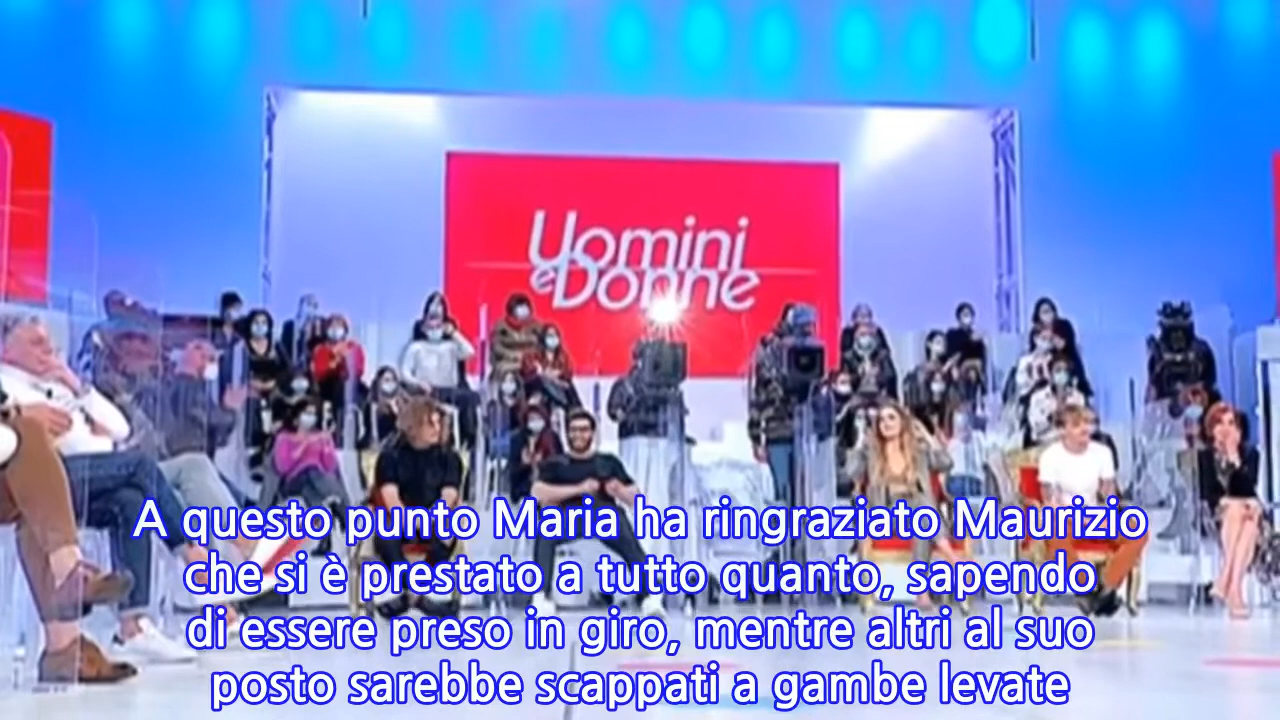 Uomini
e Donne
A questo punto Maria ha ringraziato Maurizio
che si è prestato a tutto quanto, sapendo
di essere preso in giro, mentre altri al suo
posto sarebbe scappati a gambe levate